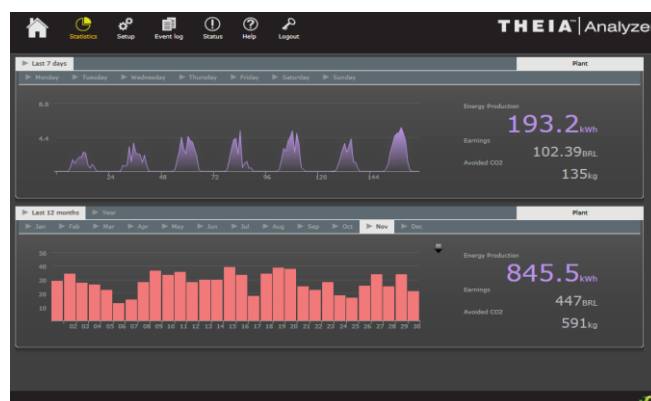 Statistics Setup Event log Status Help Logout
THEIA™ Analyze
Last 7 days Plant
Monday Tuesday Wednesday Thursday Friday Saturday Sunday
8.8
4.4
24 48 72 96 120 144
Energy Production
193.2kWh
Earnings
102.39BRL
Avoided CO2
135kg
Last 12 months Year Plant
Jan Feb Mar Apr May Jun Jul Aug Sep Oct Nov Dec
50
40
30
20
10
02 03 04 05 06 07 08 09 10 11 12 13 14 15 16 17 18 19 20 21 22 23 24 25 26 27 28 29 30
Energy Production
845.5kWh
Earnings
447BRL
Avoided CO2
591kg